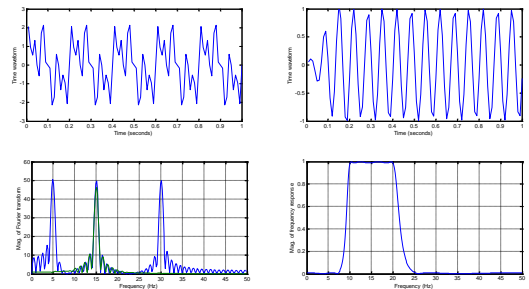 3
2
1
0
-1
-2
-3
Time waveform
0 0.1 0.2 0.3 0.4 0.5 0.6 0.7 0.8 0.9 1
Time (seconds)
1
0.5
0
-0.5
-1
Time waveform
0 0.1 0.2 0.3 0.4 0.5 0.6 0.7 0.8 0.9 1
Time (seconds)
60
50
40
30
20
10
0
Mag. of Fourier transform
0 5 10 15 20 25 30 35 40 45 50
Frequency (Hz)
1
0.8
0.6
0.4
0.2
0
Mag. of frequency response
0 5 10 15 20 25 30 35 40 45 50
Frequency (Hz)